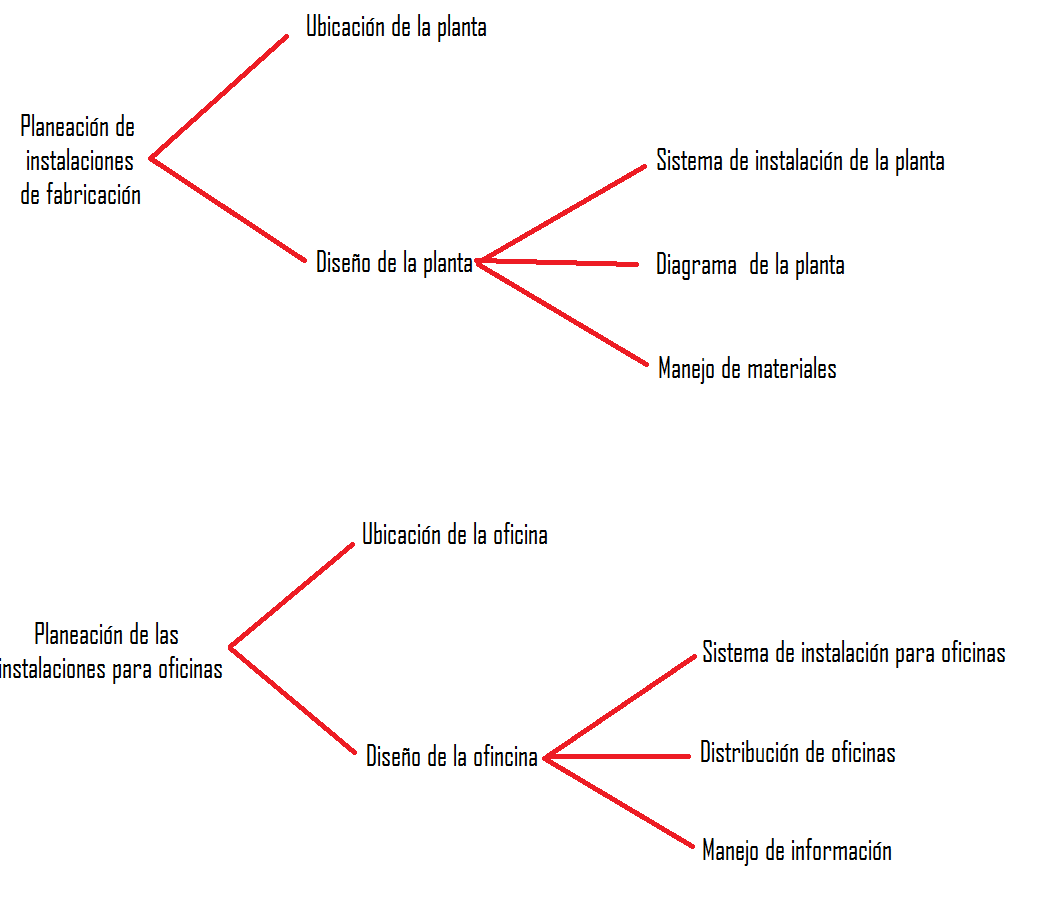 Ubicación de la planta
Planeación de
instalaciones
de fabricación
Sistema de instalación de la planta
Diseño de la planta
Diagrama de la planta
Manejo de materiales
Ubicación de la oficina
Planeación de las
instalaciones para oficinas
Sistema de instalación para oficinas
Diseño de la ofincina
Distribución de oficinas
Manejo de información